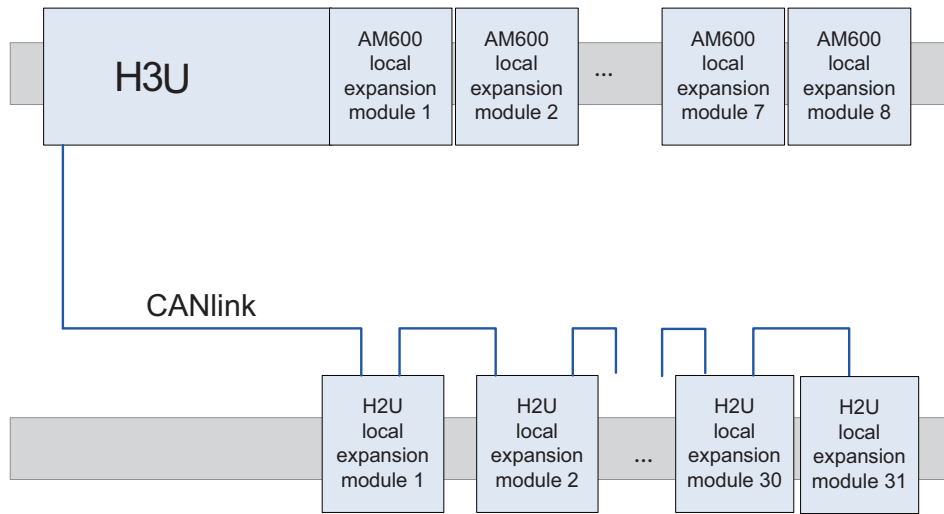 H3U
AM600
local
expansion
module 1
AM600
local
expansion
module 2
...
AM600
local
expansion
module 7
AM600
local
expansion
module 8
CANlink
H2U
local
expansion
module 1
H2U
local
expansion
module 2
...
H2U
local
expansion
module 30
H2U
local
expansion
module 31